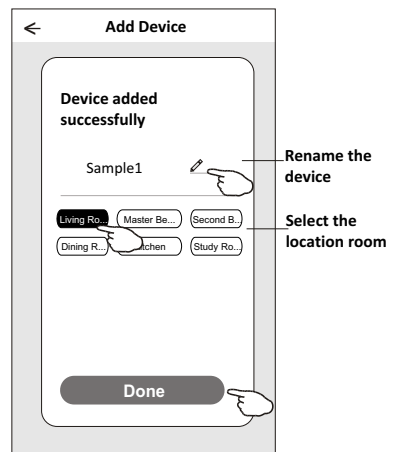 ← Add Device
Device added
successfully
Sample1
Rename the
device
Living Ro... Master Be... Second B...
Select the
location room
Dining R... tchen Study Ro...
Done